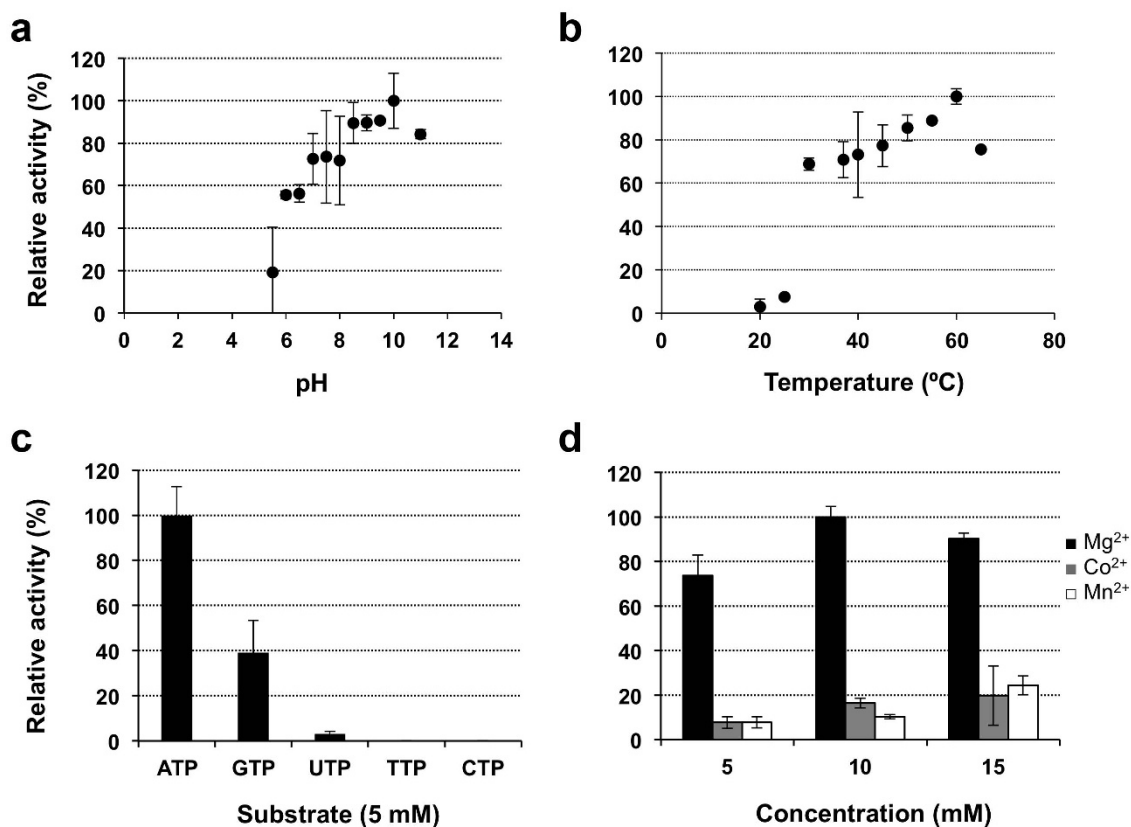 a
Relative activity (%)
120
100
80
60
40
20
0
0 2 4 6 8 10 12 14
pH
b
120
100
80
60
40
20
0
0 20 40 60 80
Temperature (ºC)
c
Relative activity (%)
120
100
80
60
40
20
0
ATP GTP UTP TTP CTP
Substrate (5 mM)
d
120
100
80
60
40
20
0
5 10 15
Concentration (mM)
Mg²⁺
Co²⁺
Mn²⁺